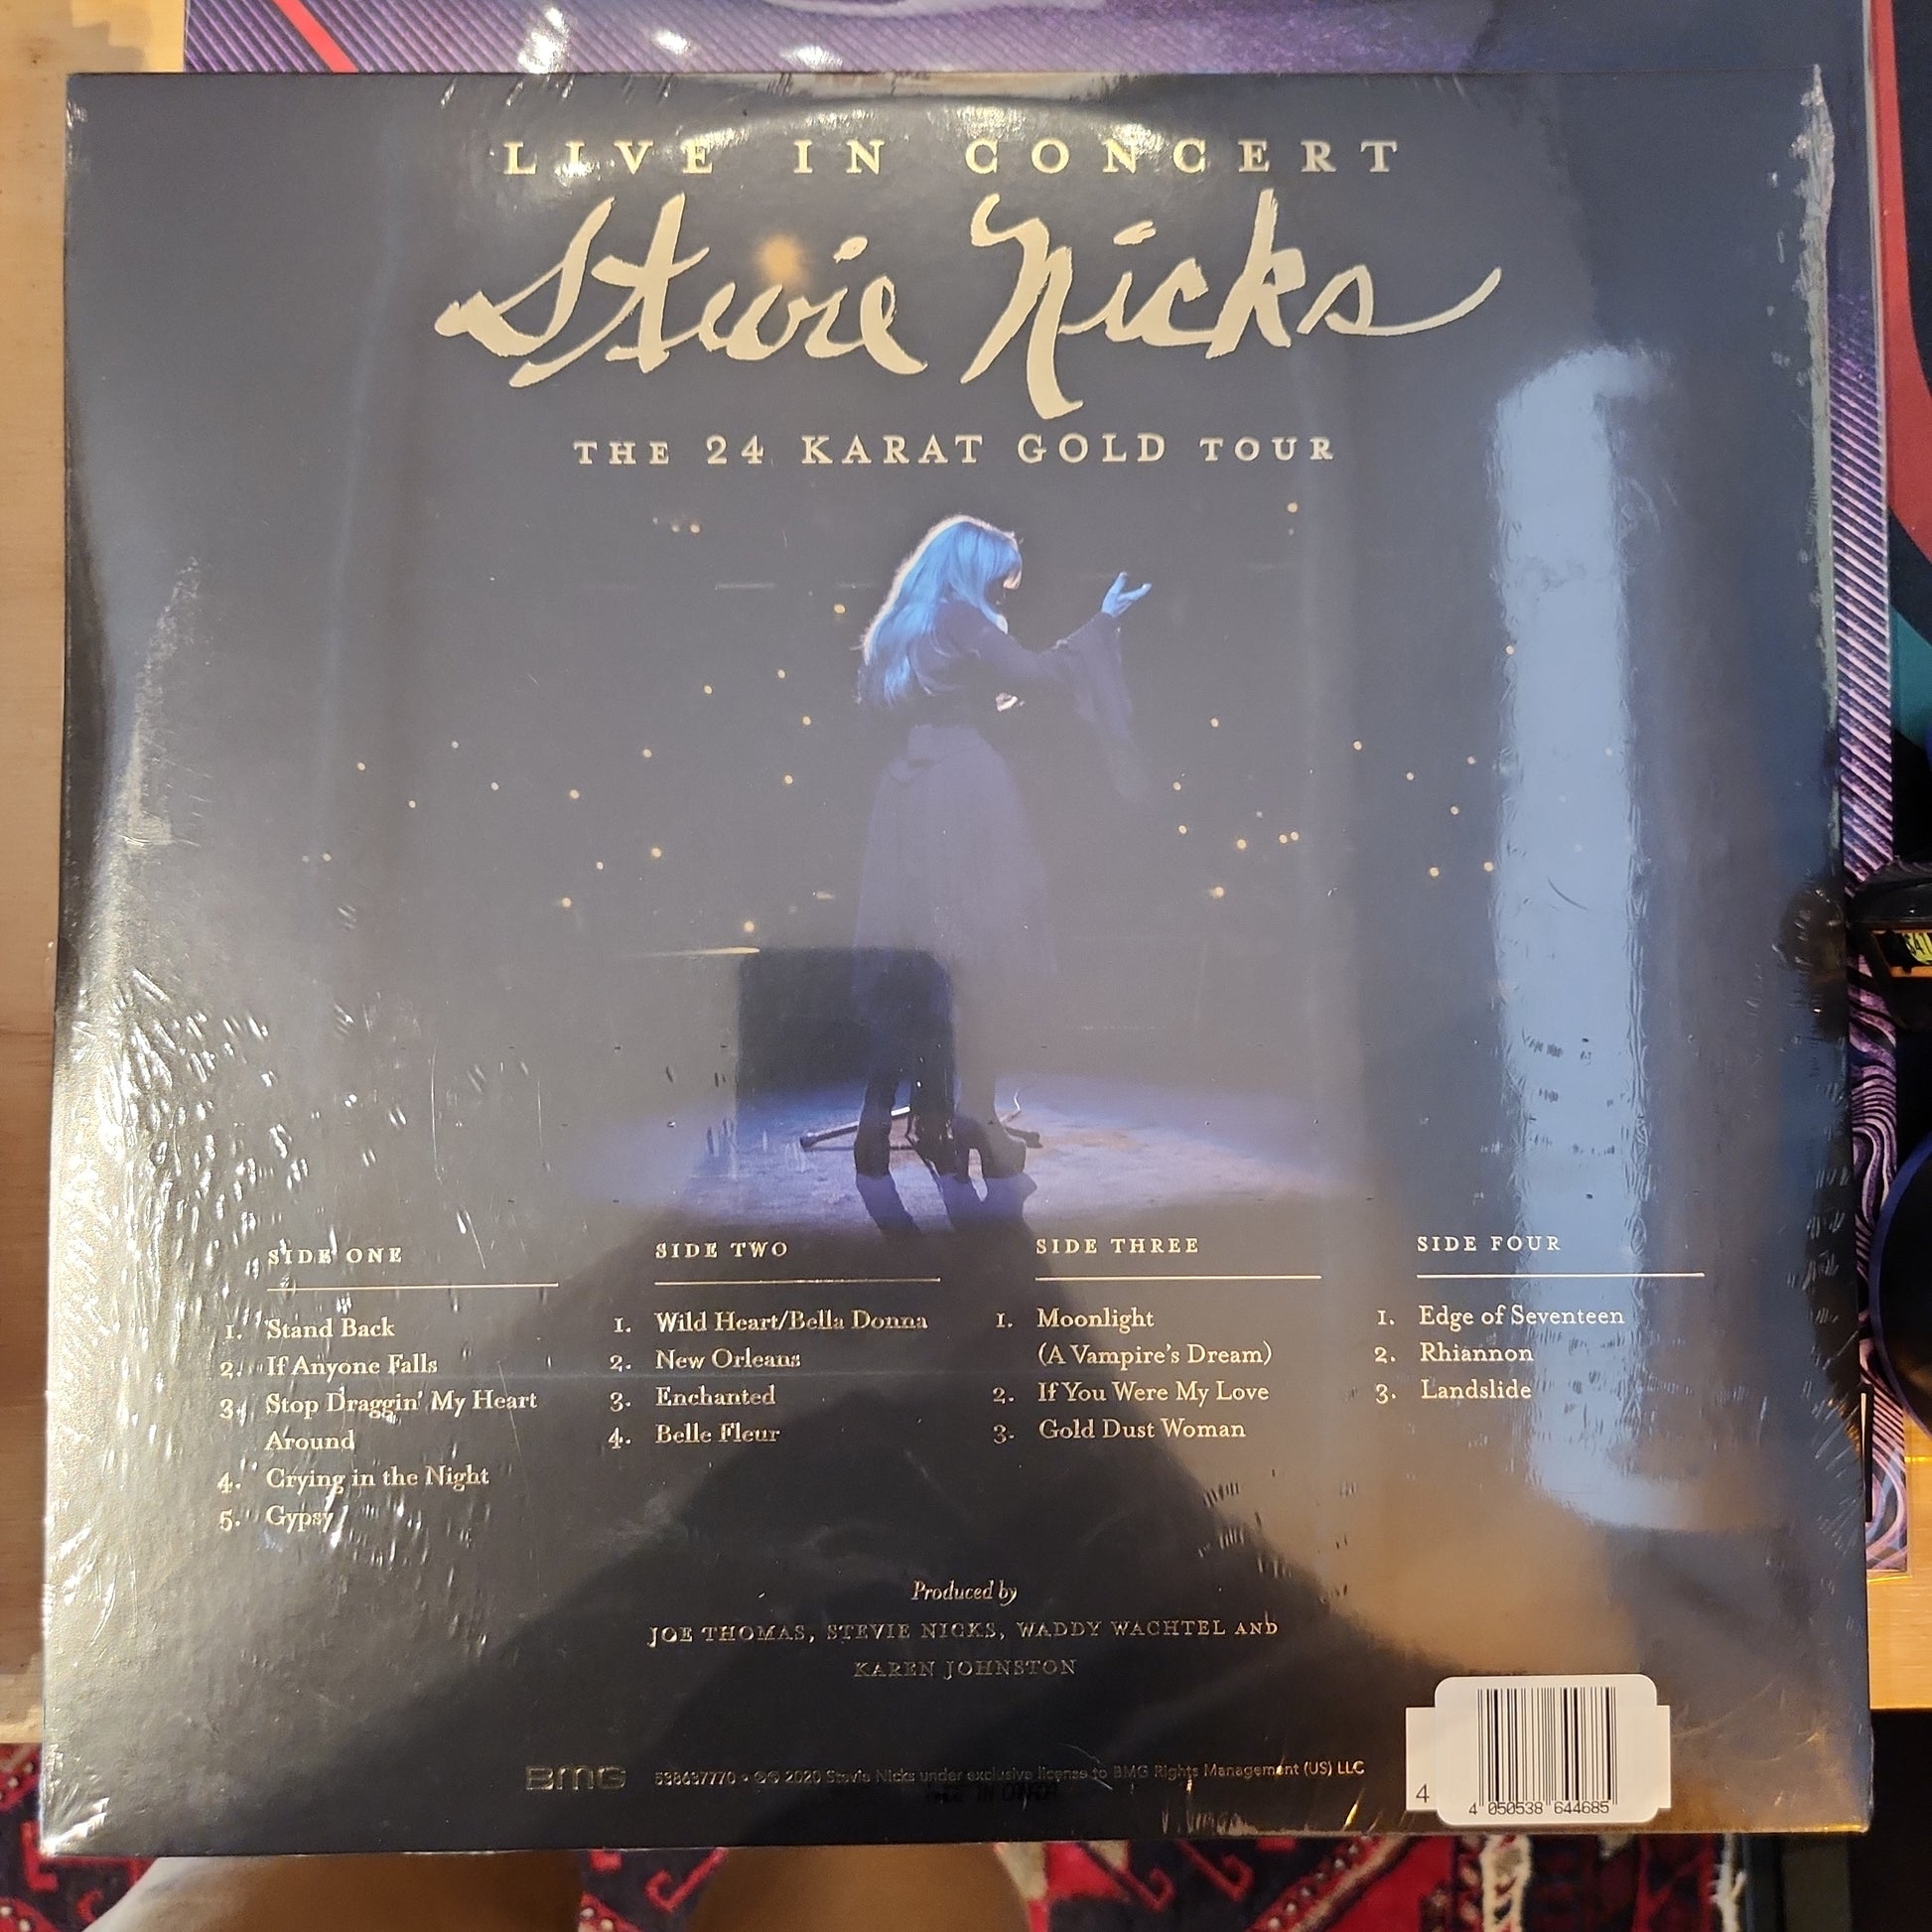 LIVE IN CONCERT
Stevie Nicks
THE 24 KARAT GOLD TOUR
SIDE ONE
1. Stand Back
2. If Anyone Falls
3. Stop Draggin' My Heart
Around
4. Crying in the Night
5. Gypsy
SIDE TWO
1. Wild Heart/Bella Donna
2. New Orleans
3. Enchanted
4. Belle Fleur
SIDE THREE
1. Moonlight
(A Vampire's Dream)
2. If You Were My Love
3. Gold Dust Woman
SIDE FOUR
1. Edge of Seventeen
2. Rhiannon
3. Landslide
Produced by
JOE THOMAS, STEVIE NICKS, WADDY WACHTEL AND
KAREN JOHNSTON
BMG 538637770 • ℗© 2020 Stevie Nicks under exclusive license to BMG Rights Management (US) LLC
4
4 050538 644685